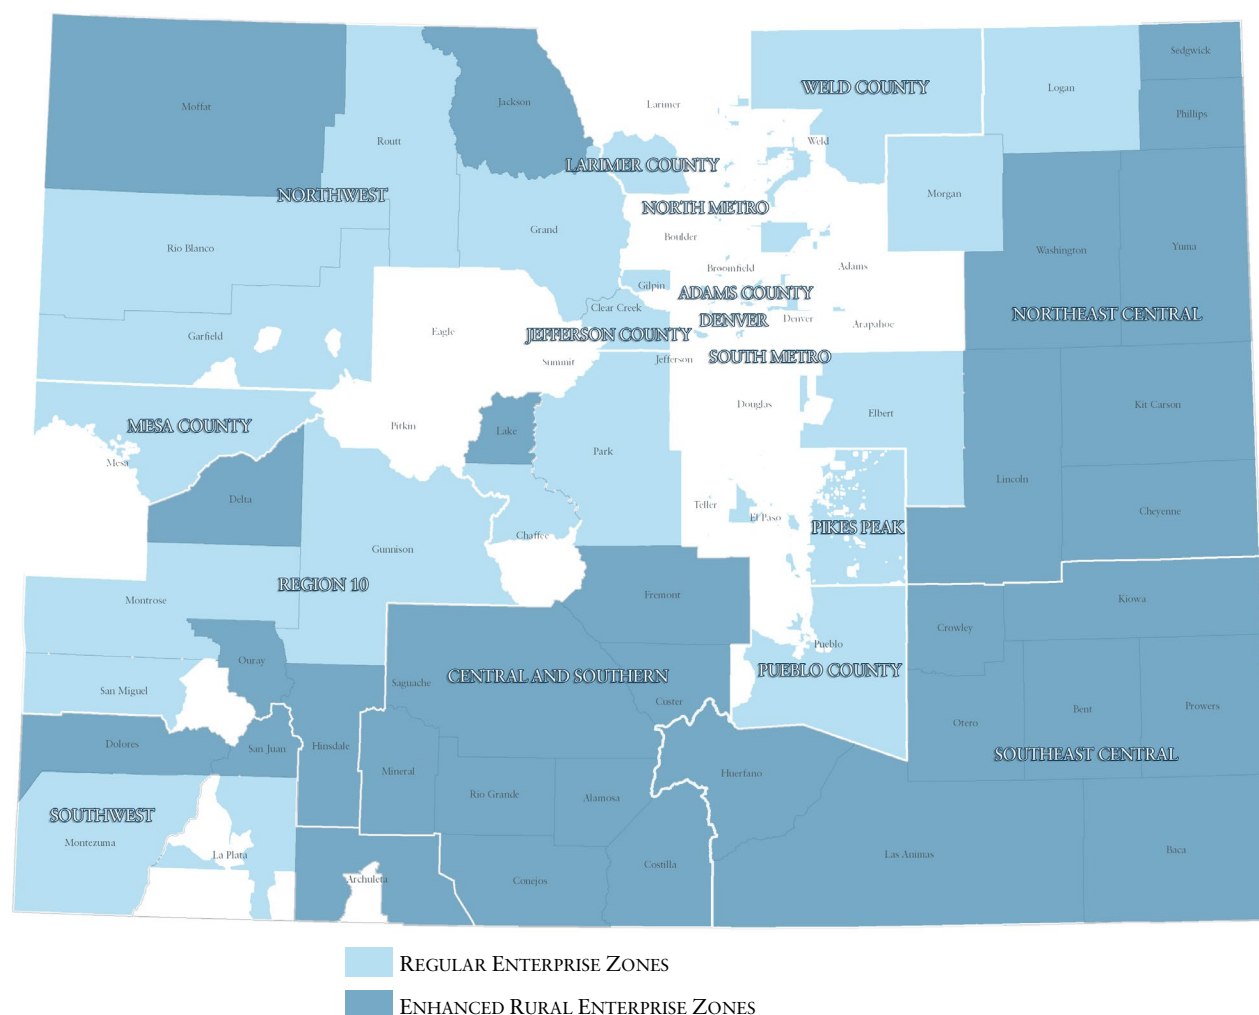 Sedgwick
Moffat
Jackson
Larimer
WELD COUNTY
Logan
Phillips
Routt
Weld
LARIMER COUNTY
NORTHWEST
Morgan
NORTH METRO
Grand
Boulder
Rio Blanco
Washington
Yuma
Broomfield
Adams
Gilpin
ADAMS COUNTY
Clear Creek
NORTHEAST CENTRAL
DENVER
Denver
Arapahoe
Eagle
Garfield
JEFFERSON COUNTY
Summit
Jefferson
SOUTH METRO
Douglas
Kit Carson
Elbert
MESA COUNTY
Pitkin
Lake
Park
Mesa
Lincoln
Delta
Teller
El Paso
Cheyenne
PIKES PEAK
Chaffee
Gunnison
REGION 10
Fremont
Montrose
Kiowa
Crowley
Pueblo
Ouray
PUEBLO COUNTY
CENTRAL AND SOUTHERN
Saguache
San Miguel
Custer
Bent
Prowers
Otero
Dolores
San Juan
Hinsdale
SOUTHEAST CENTRAL
Mineral
Huerfano
Rio Grande
Alamosa
SOUTHWEST
Montezuma
La Plata
Las Animas
Baca
Costilla
Archuleta
Conejos
REGULAR ENTERPRISE ZONES
ENHANCED RURAL ENTERPRISE ZONES